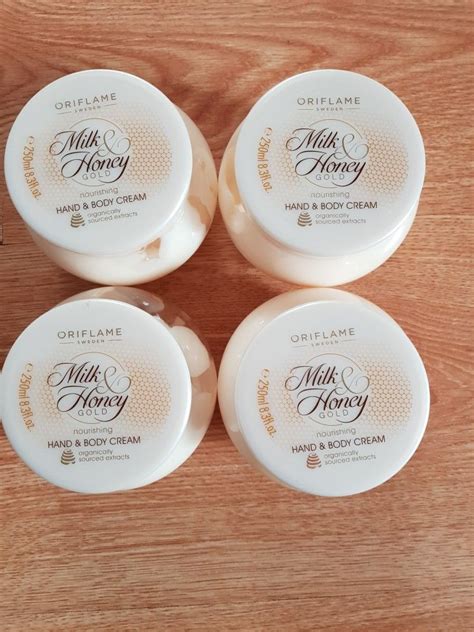 ORIFLAME
SWEDEN
Milk & Honey
GOLD
nourishing
HAND & BODY CREAM
organically
sourced extracts
℮250ml 8.3fl.oz.
ORIFLAME
SWEDEN
Milk & Honey
GOLD
nourishing
HAND & BODY CREAM
organically
sourced extracts
℮250ml 8.3fl.oz.
ORIFLAME
SWEDEN
Milk & Honey
GOLD
nourishing
HAND & BODY CREAM
organically
sourced extracts
℮250ml 8.3fl.oz.
ORIFLAME
SWEDEN
Milk & Honey
GOLD
nourishing
HAND & BODY CREAM
organically
sourced extracts
℮250ml 8.3fl.oz.